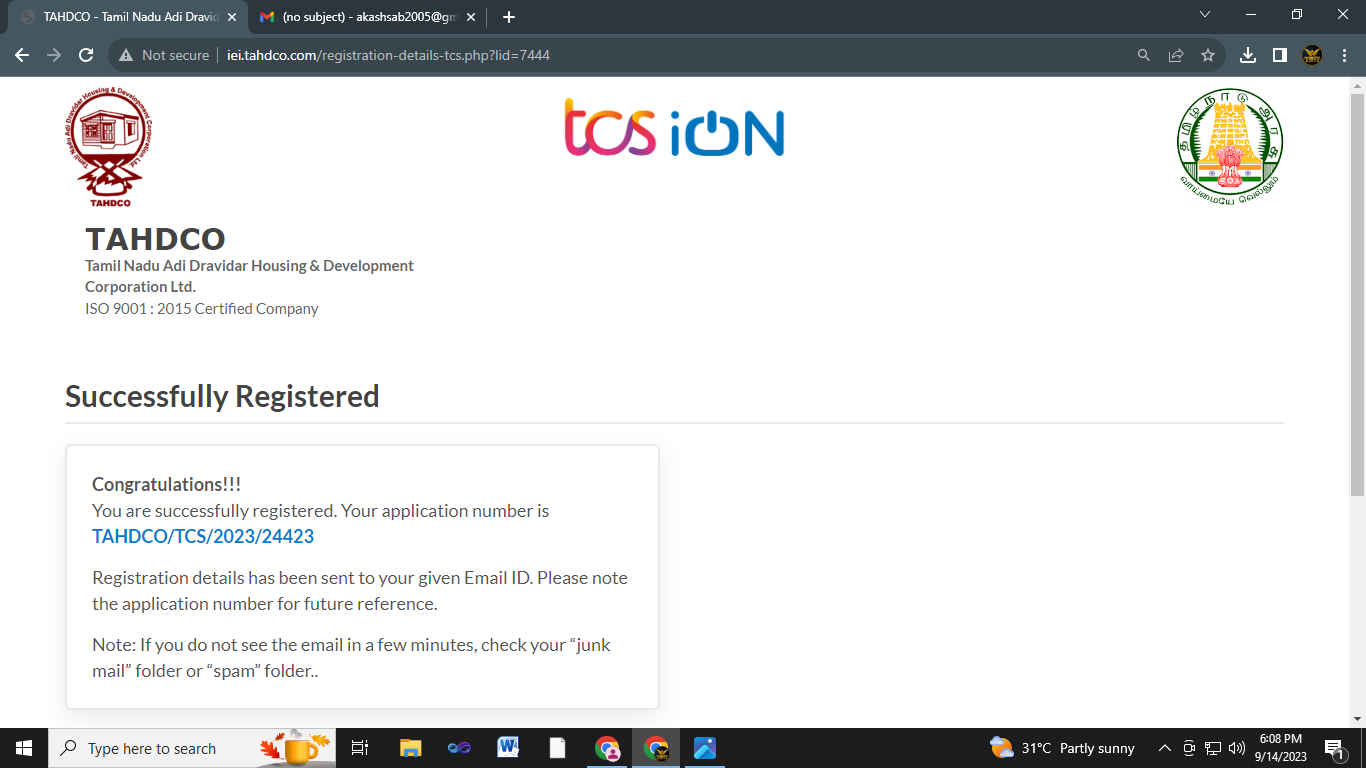 TAHDCO - Tamil Nadu Adi Dravid
(no subject) - akashsab2005@gm
Not secure
iei.tahdco.com/registration-details-tcs.php?lid=7444
Tamil Nadu Adi Dravidar Housing & Development Corporation Ltd
TAHDCO
tcs iON
தமிழ்நாடு அரசு
வாய்மையே வெல்லும்
TAHDCO
Tamil Nadu Adi Dravidar Housing & Development
Corporation Ltd.
ISO 9001 : 2015 Certified Company
Successfully Registered
Congratulations!!!
You are successfully registered. Your application number is
TAHDCO/TCS/2023/24423
Registration details has been sent to your given Email ID. Please note
the application number for future reference.
Note: If you do not see the email in a few minutes, check your “junk
mail” folder or “spam” folder..
Type here to search
31°C Partly sunny
6:08 PM
9/14/2023
1